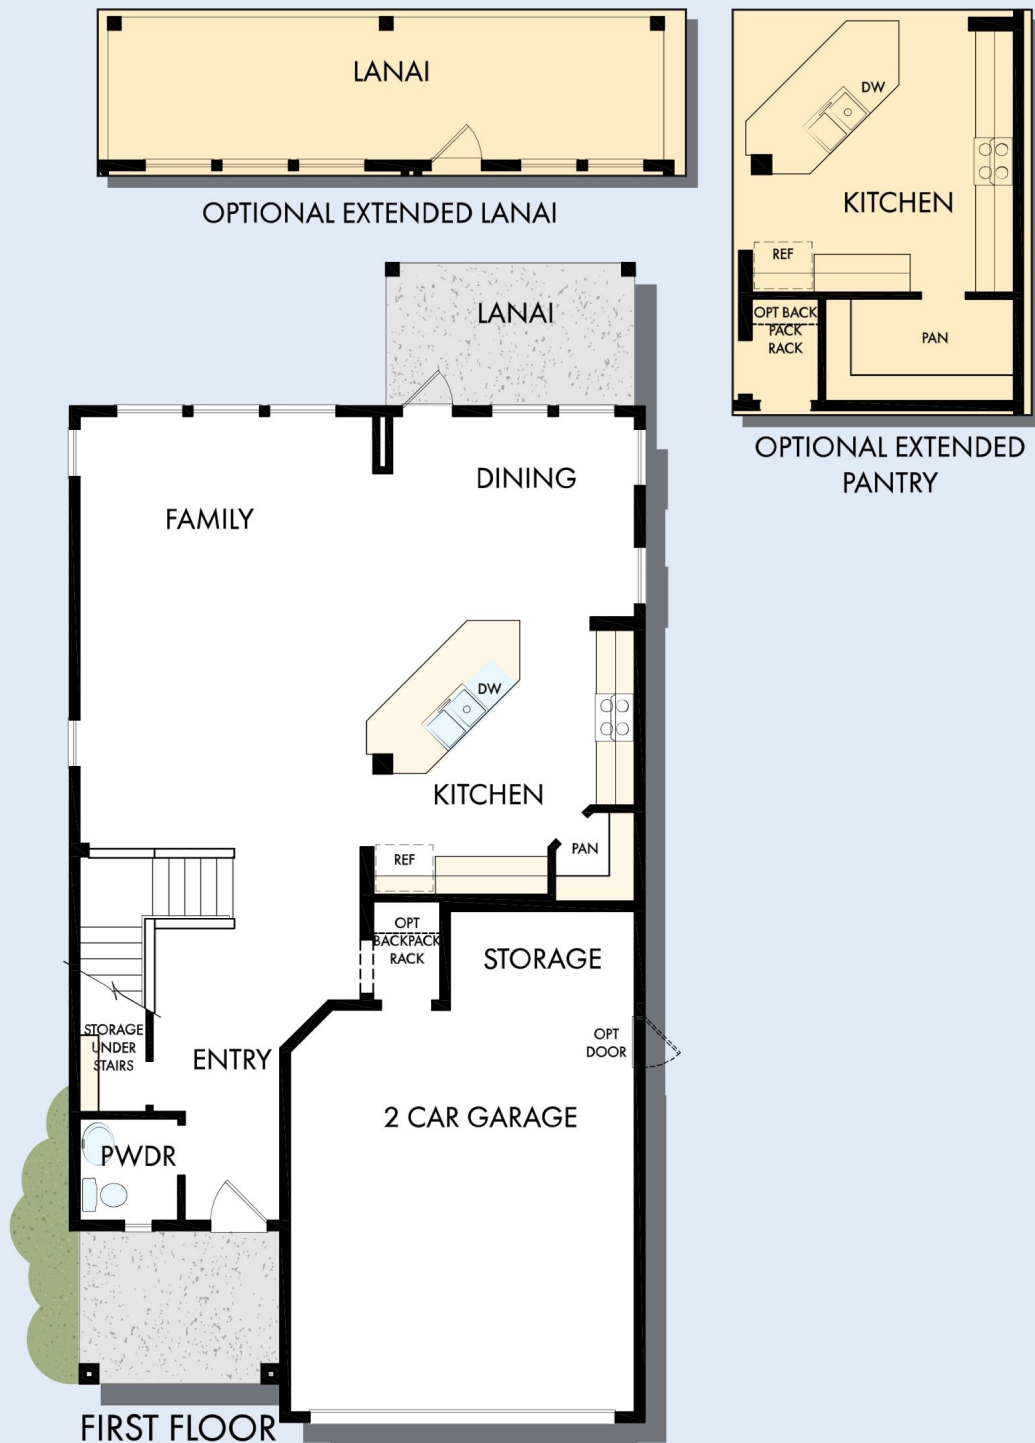 LANAI
OPTIONAL EXTENDED LANAI
DW
KITCHEN
REF
OPT BACK
PACK
RACK
PAN
OPTIONAL EXTENDED
PANTRY
LANAI
DINING
FAMILY
DW
KITCHEN
PAN
REF
OPT
BACKPACK
RACK
STORAGE
STORAGE
UNDER
STAIRS
OPT
DOOR
ENTRY
2 CAR GARAGE
PWDR
FIRST FLOOR